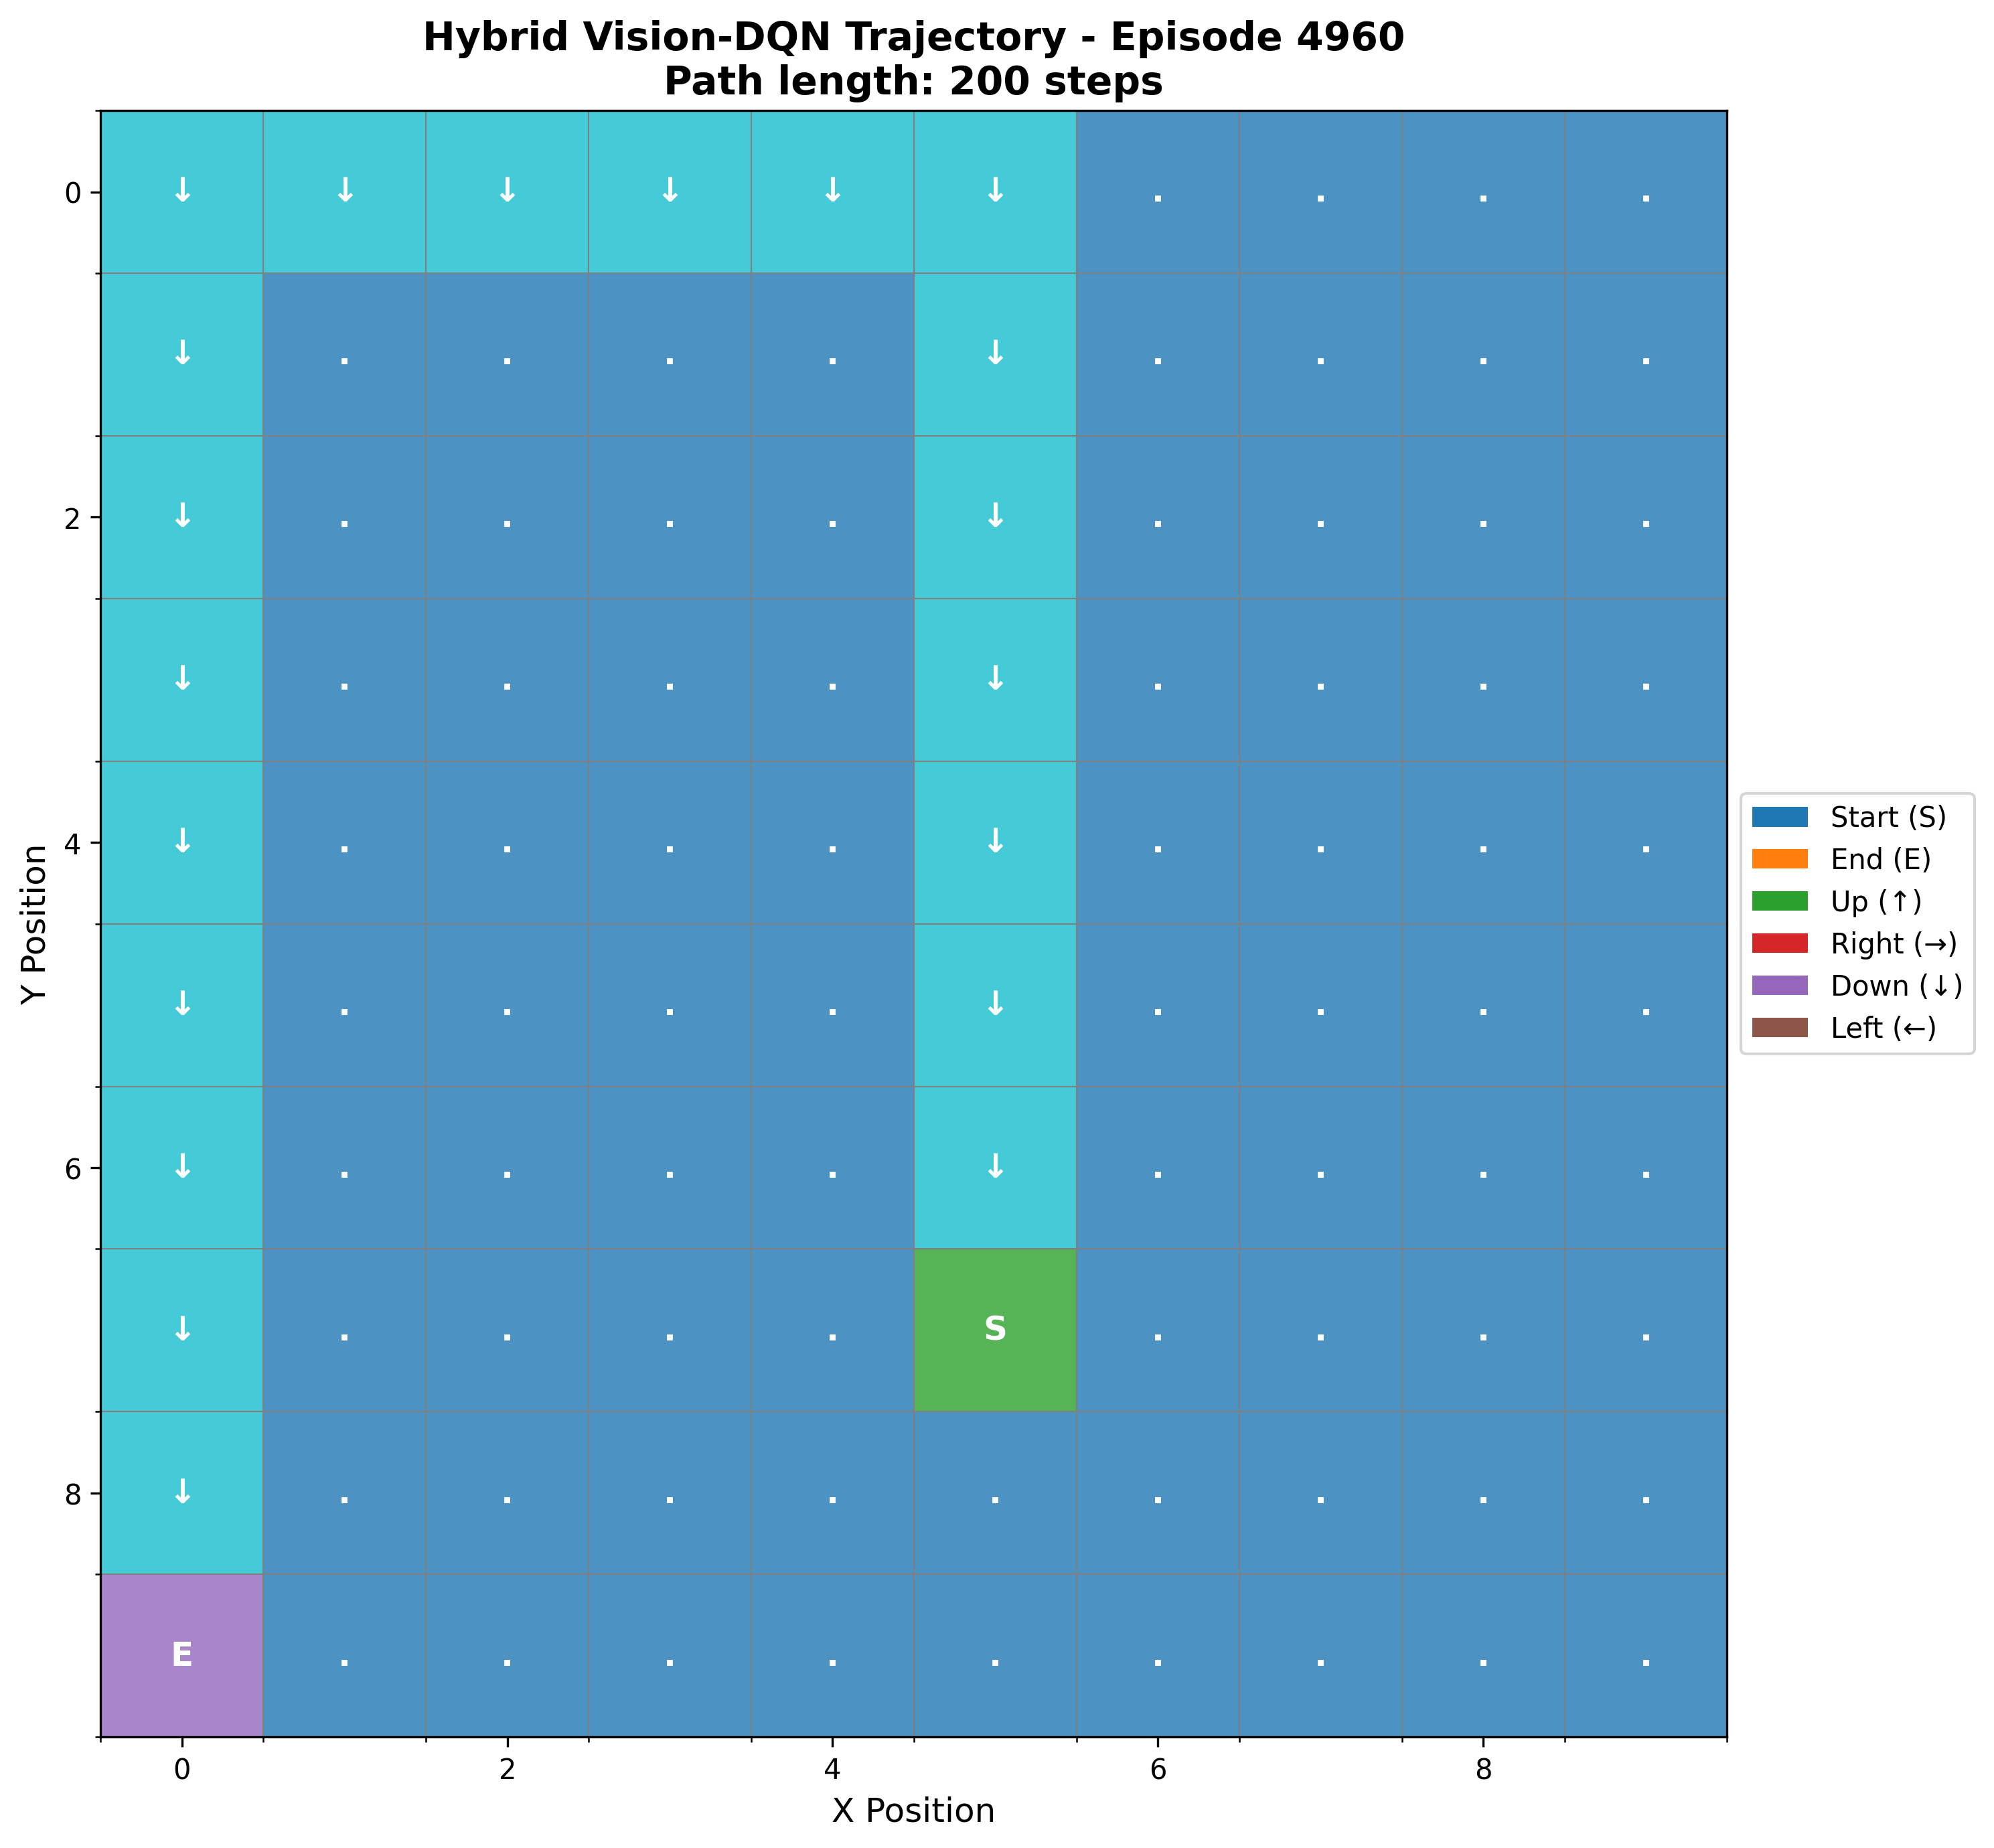 Hybrid Vision-DQN Trajectory - Episode 4960
Path length: 200 steps
0 ↓ ↓ ↓ ↓ ↓ ↓ . . . .
↓ . . . . ↓ . . . .
2 ↓ . . . . ↓ . . . .
↓ . . . . ↓ . . . .
4 ↓ . . . . ↓ . . . .
↓ . . . . ↓ . . . .
6 ↓ . . . . ↓ . . . .
↓ . . . . S . . . .
8 ↓ . . . . . . . . .
E . . . . . . . . .
0 2 4 6 8
X Position
Y Position
Start (S)
End (E)
Up (↑)
Right (→)
Down (↓)
Left (←)